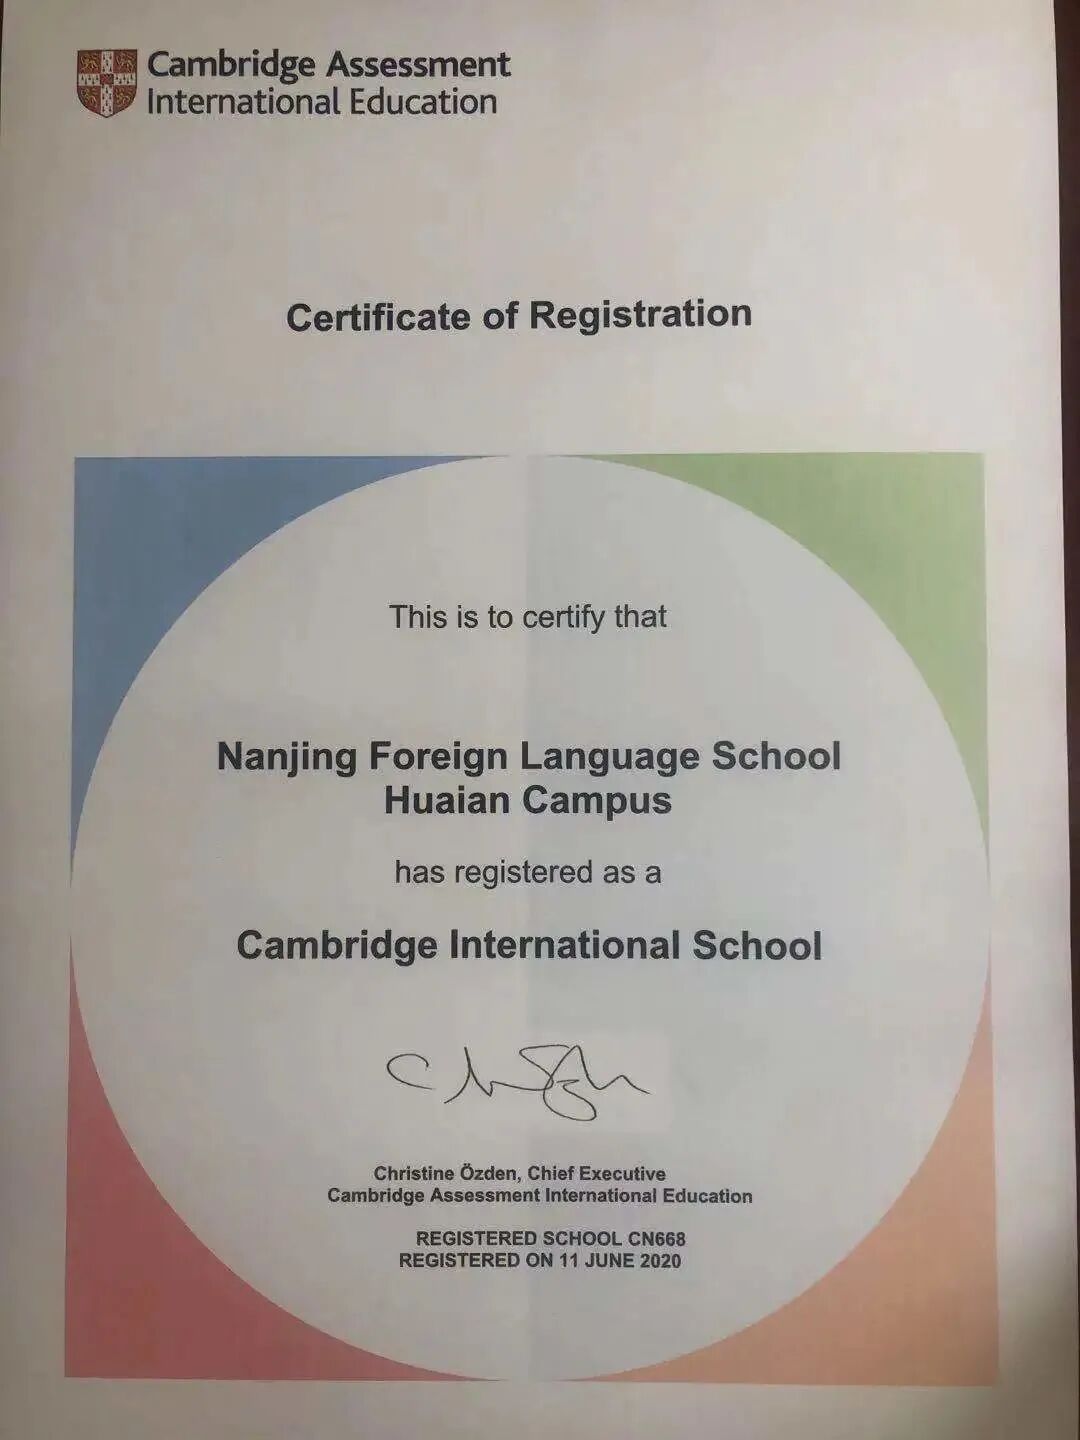 Cambridge Assessment
International Education
Certificate of Registration
This is to certify that
Nanjing Foreign Language School
Huaian Campus
has registered as a
Cambridge International School
Christine Özden, Chief Executive
Cambridge Assessment International Education
REGISTERED SCHOOL CN668
REGISTERED ON 11 JUNE 2020